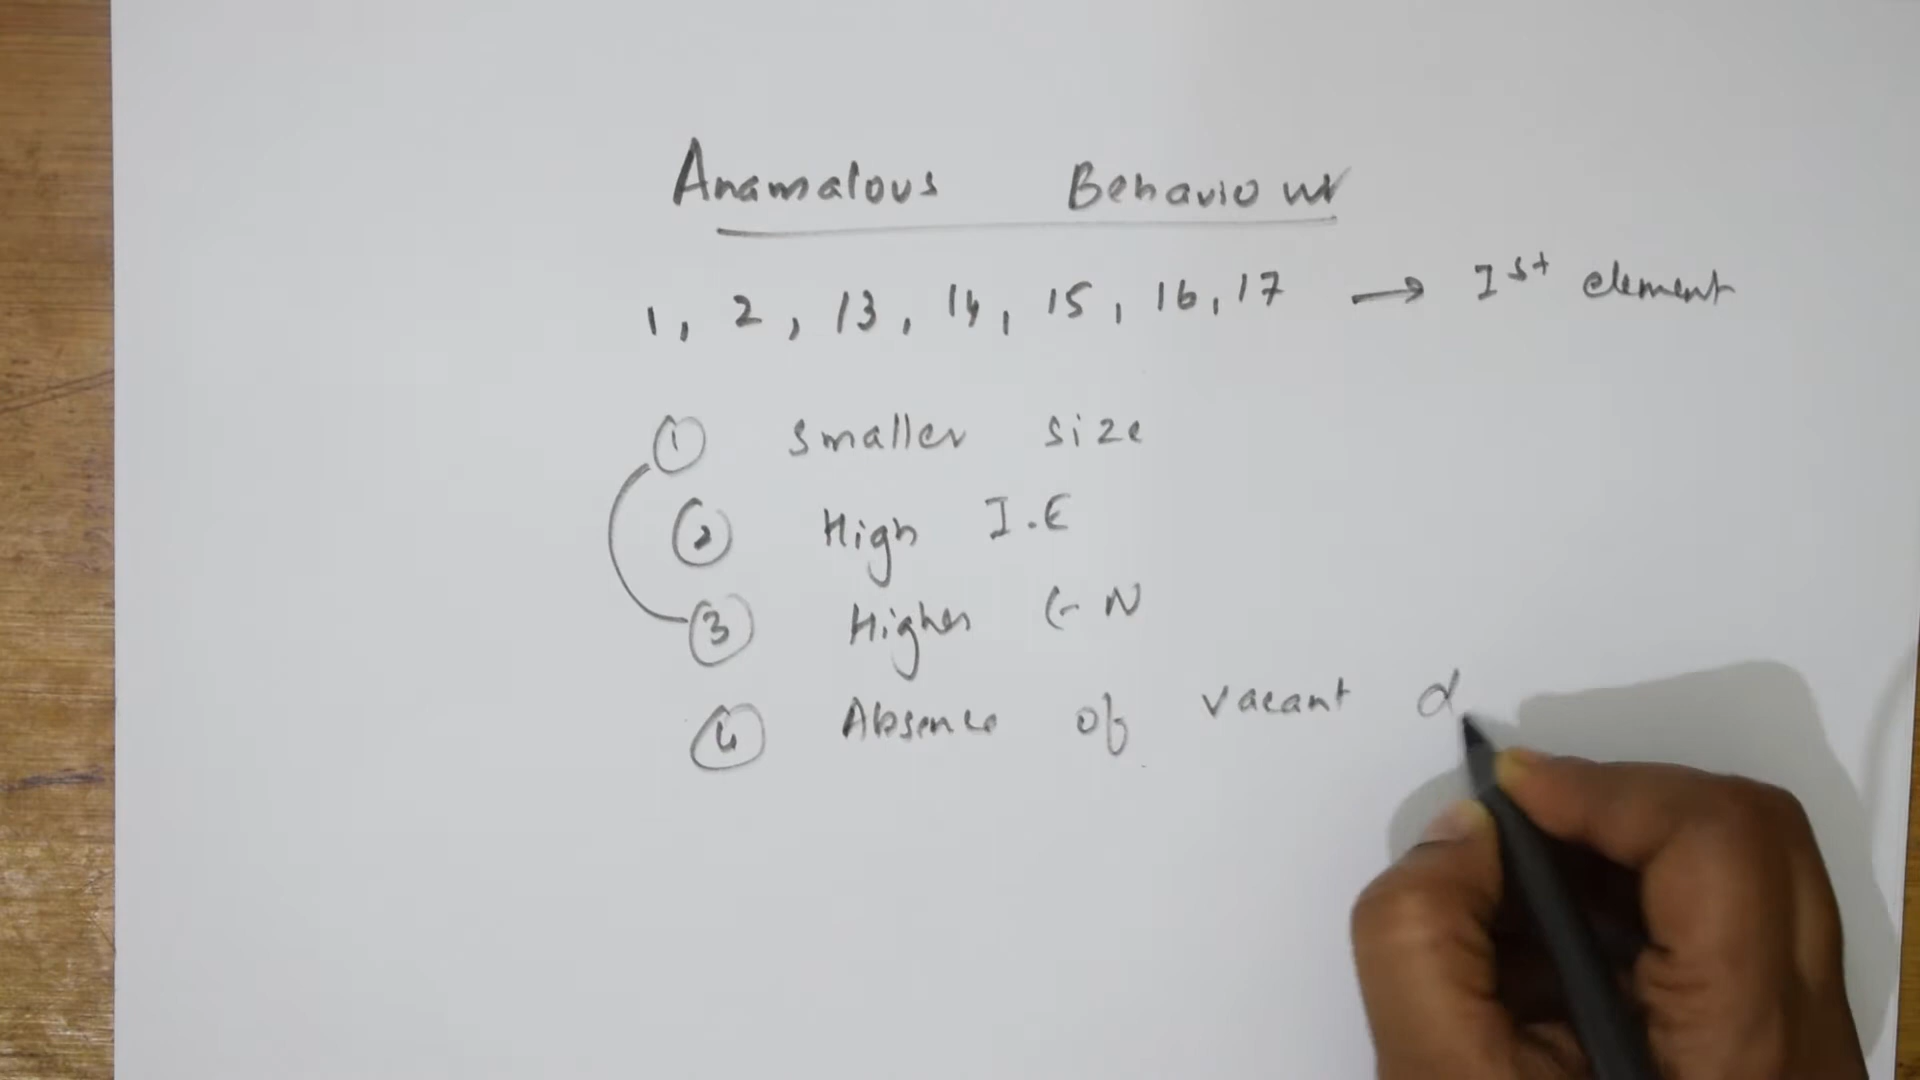 Anamalous Behaviour
1, 2, 13, 14, 15, 16, 17 → Ist element
① Smaller size
② High I.E
③ Higher E-N
④ Absence of vacant d